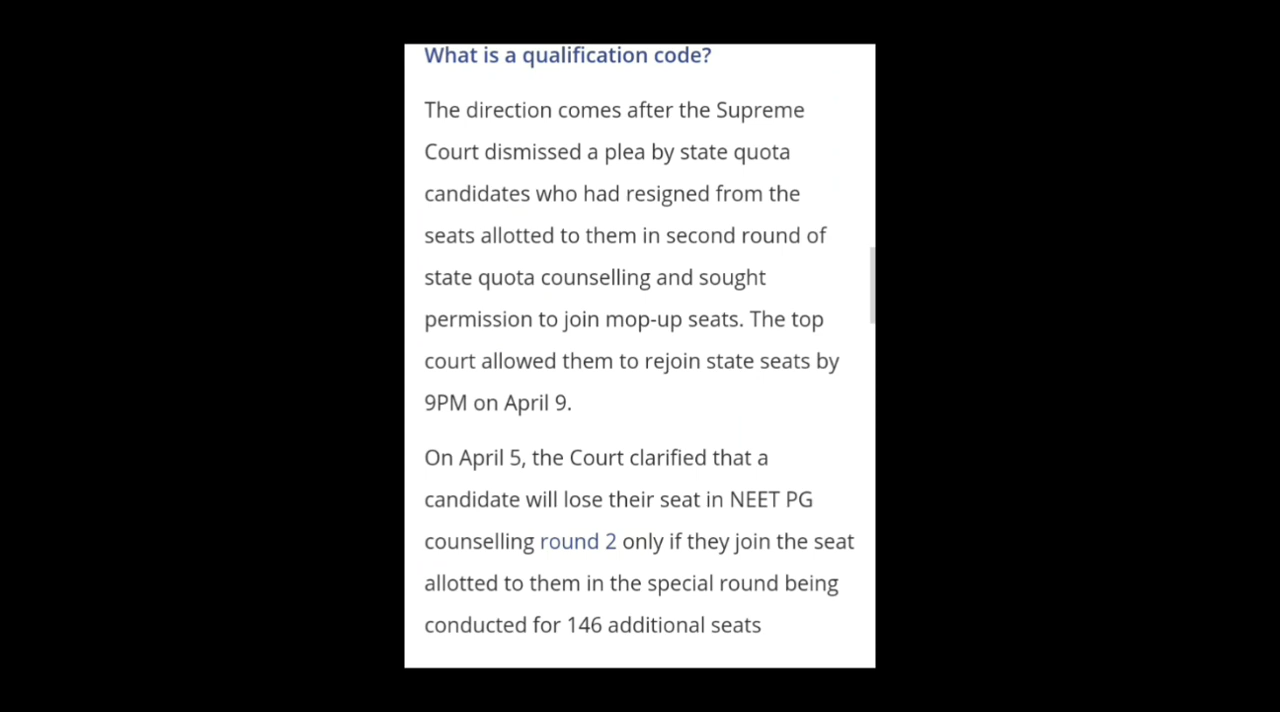 What is a qualification code?
The direction comes after the Supreme
Court dismissed a plea by state quota
candidates who had resigned from the
seats allotted to them in second round of
state quota counselling and sought
permission to join mop-up seats. The top
court allowed them to rejoin state seats by
9PM on April 9.
On April 5, the Court clarified that a
candidate will lose their seat in NEET PG
counselling round 2 only if they join the seat
allotted to them in the special round being
conducted for 146 additional seats